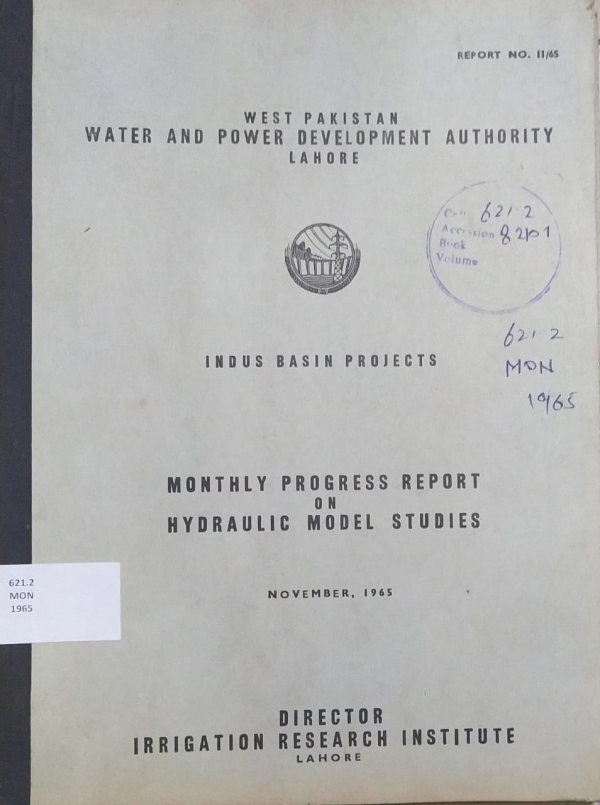 REPORT NO. 11/65
WEST PAKISTAN
WATER AND POWER DEVELOPMENT AUTHORITY
LAHORE
Call 621.2
Accession 82101
Book
Volume
621.2
MON
1965
INDUS BASIN PROJECTS
MONTHLY PROGRESS REPORT
ON
HYDRAULIC MODEL STUDIES
621.2
MON
1965
NOVEMBER, 1965
DIRECTOR
IRRIGATION RESEARCH INSTITUTE
LAHORE